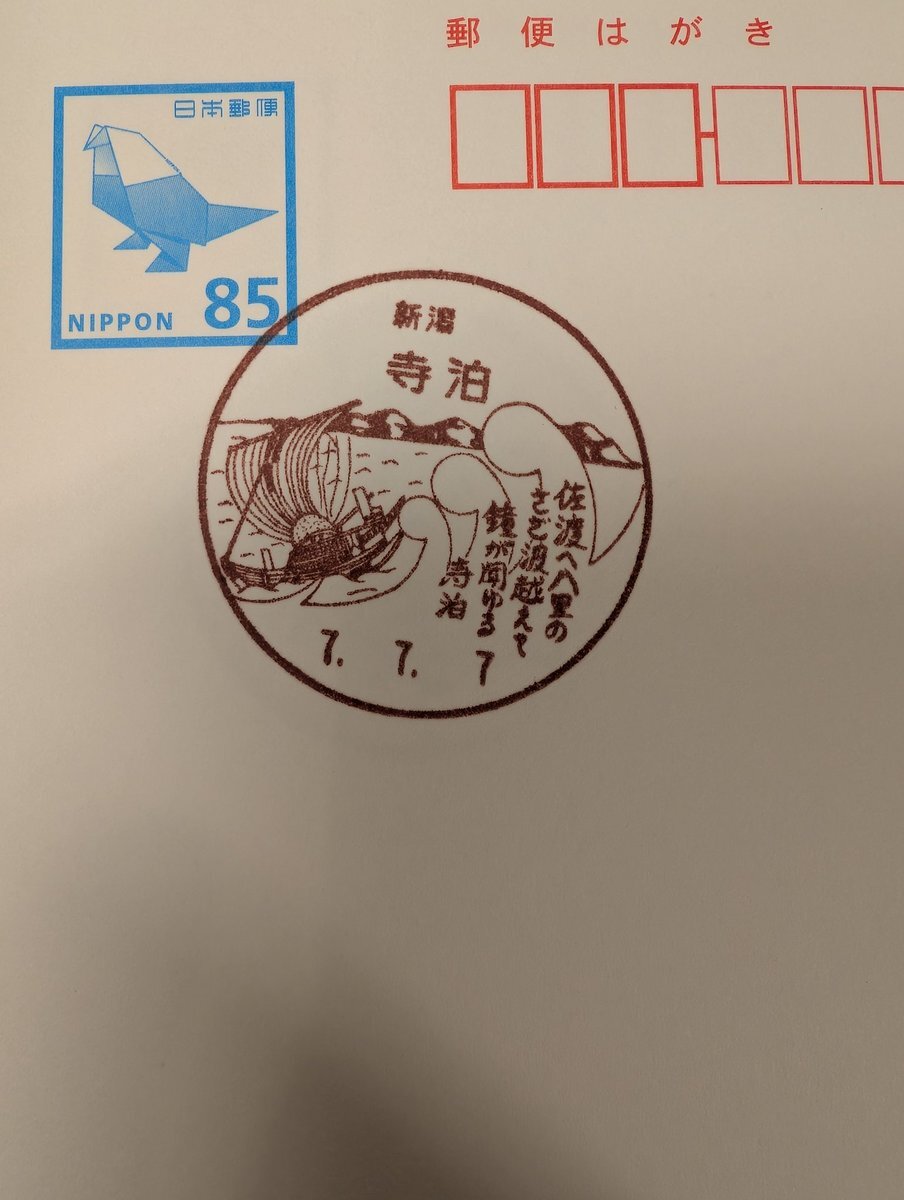 郵便はがき
日本郵便
NIPPON 85
新潟
寺泊
佐渡へ八里の
さざ波越えて
鐘が聞ゆる
寺泊
7. 7. 7